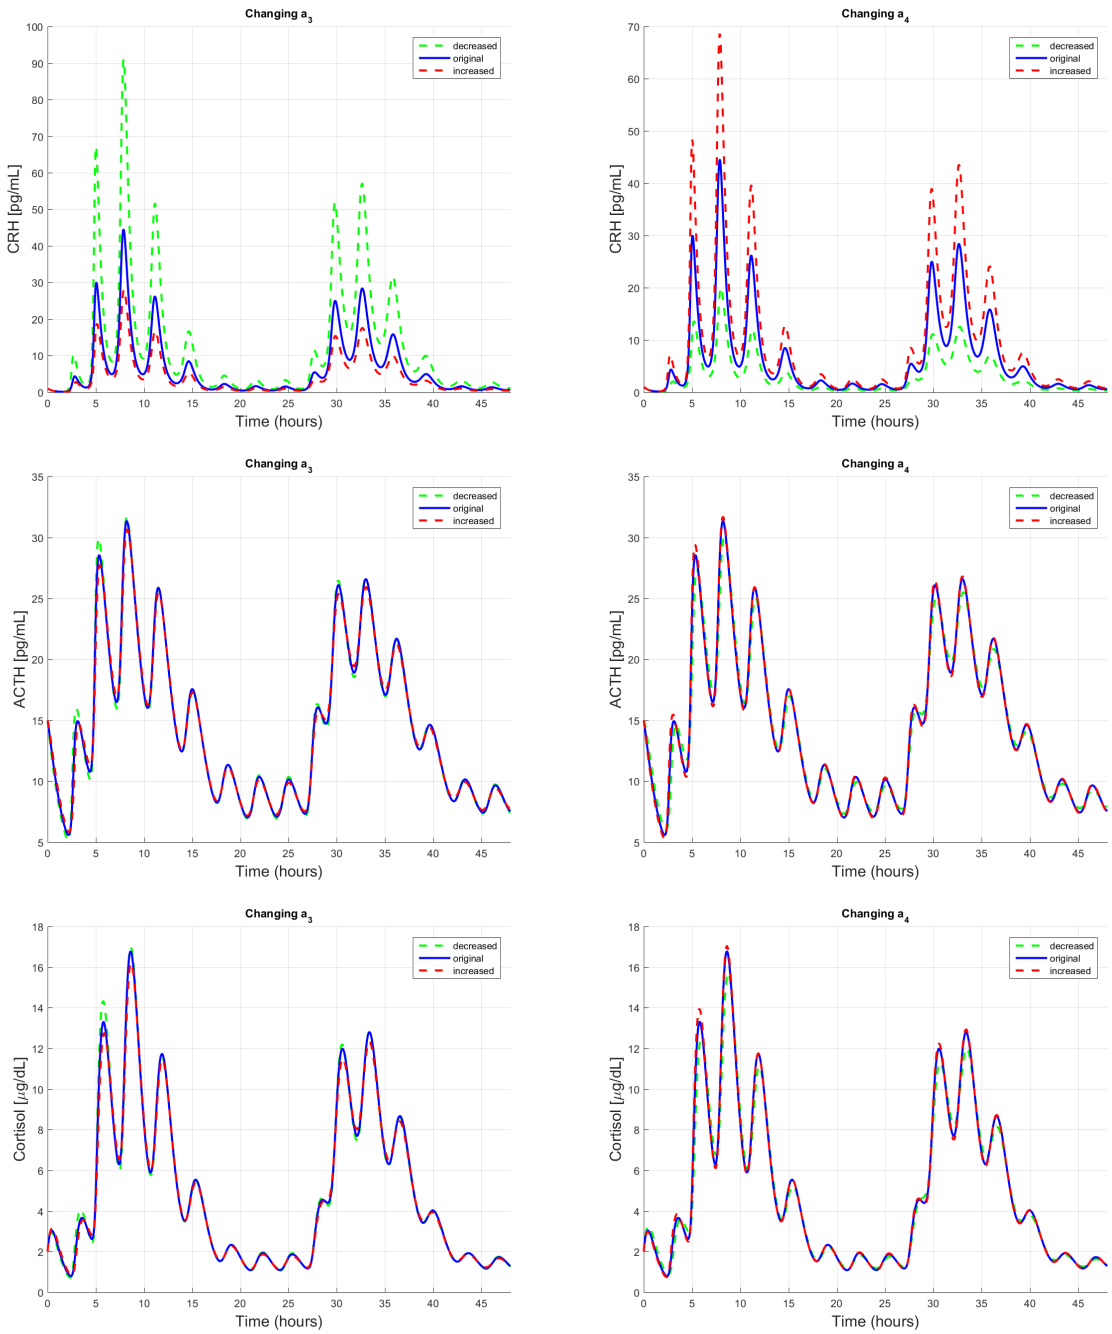 Changing a3
100
90
80
70
60
50
40
30
20
10
0
CRH [pg/mL]
decreased
original
increased
0 5 10 15 20 25 30 35 40 45
Time (hours)
Changing a4
70
60
50
40
30
20
10
0
CRH [pg/mL]
decreased
original
increased
0 5 10 15 20 25 30 35 40 45
Time (hours)
Changing a3
35
30
25
20
15
10
5
ACTH [pg/mL]
decreased
original
increased
0 5 10 15 20 25 30 35 40 45
Time (hours)
Changing a4
35
30
25
20
15
10
5
ACTH [pg/mL]
decreased
original
increased
0 5 10 15 20 25 30 35 40 45
Time (hours)
Changing a3
18
16
14
12
10
8
6
4
2
0
Cortisol [μg/dL]
decreased
original
increased
0 5 10 15 20 25 30 35 40 45
Time (hours)
Changing a4
18
16
14
12
10
8
6
4
2
0
Cortisol [μg/dL]
decreased
original
increased
0 5 10 15 20 25 30 35 40 45
Time (hours)